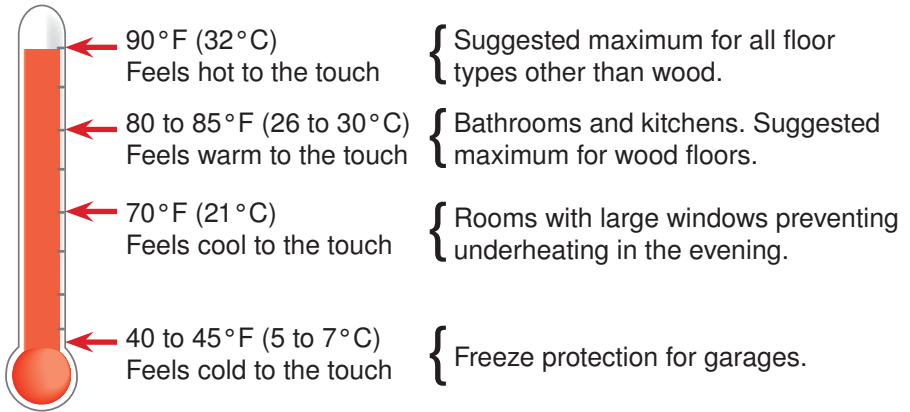 90°F (32°C)
Feels hot to the touch
Suggested maximum for all floor
types other than wood.
80 to 85°F (26 to 30°C)
Feels warm to the touch
Bathrooms and kitchens. Suggested
maximum for wood floors.
70°F (21°C)
Feels cool to the touch
Rooms with large windows preventing
underheating in the evening.
40 to 45°F (5 to 7°C)
Feels cold to the touch
Freeze protection for garages.